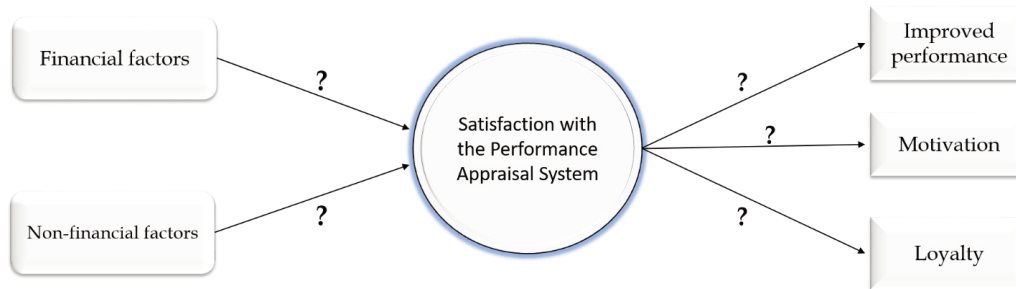 Financial factors
?
Non-financial factors
?
Satisfaction with
the Performance
Appraisal System
?
?
?
Improved
performance
Motivation
Loyalty